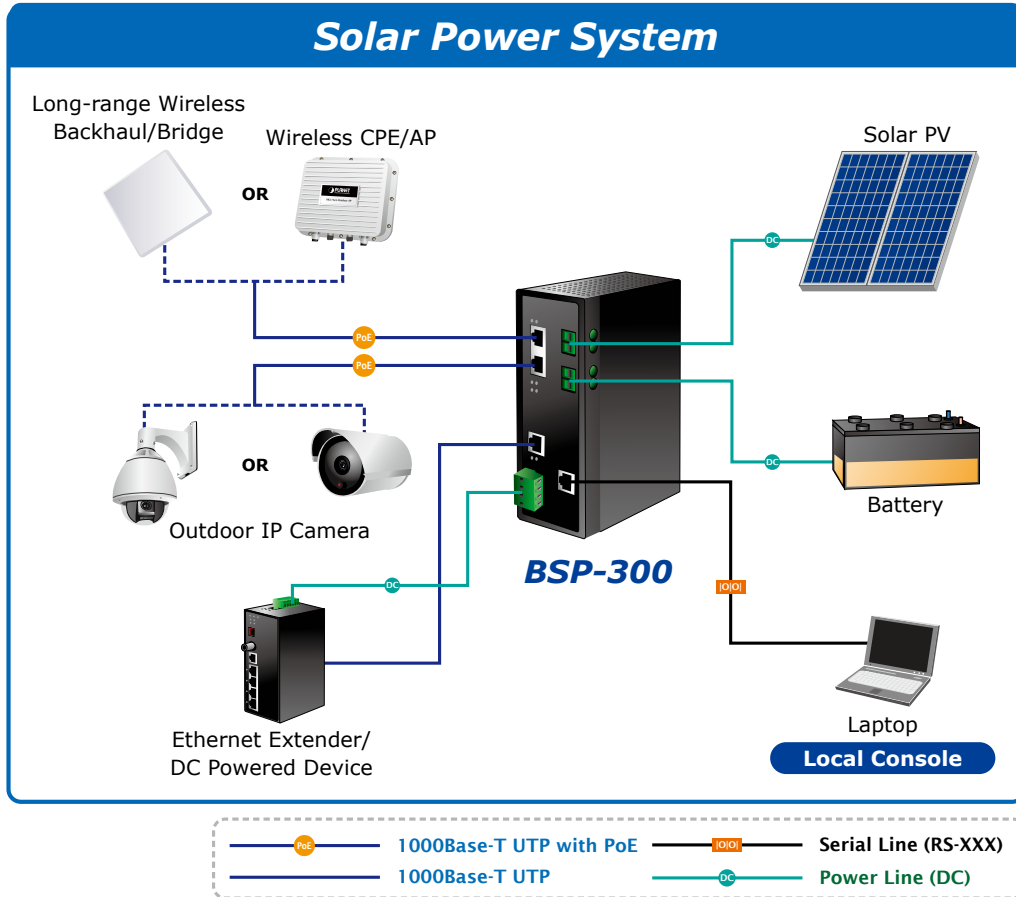 Solar Power System
Long-range Wireless
Backhaul/Bridge
Wireless CPE/AP
Solar PV
OR
PLANET
DC
PoE
PoE
OR
DC
Outdoor IP Camera
Battery
BSP-300
DC
|O|O|
Ethernet Extender/
DC Powered Device
Laptop
Local Console
PoE
1000Base-T UTP with PoE
|O|O|
Serial Line (RS-XXX)
1000Base-T UTP
DC
Power Line (DC)